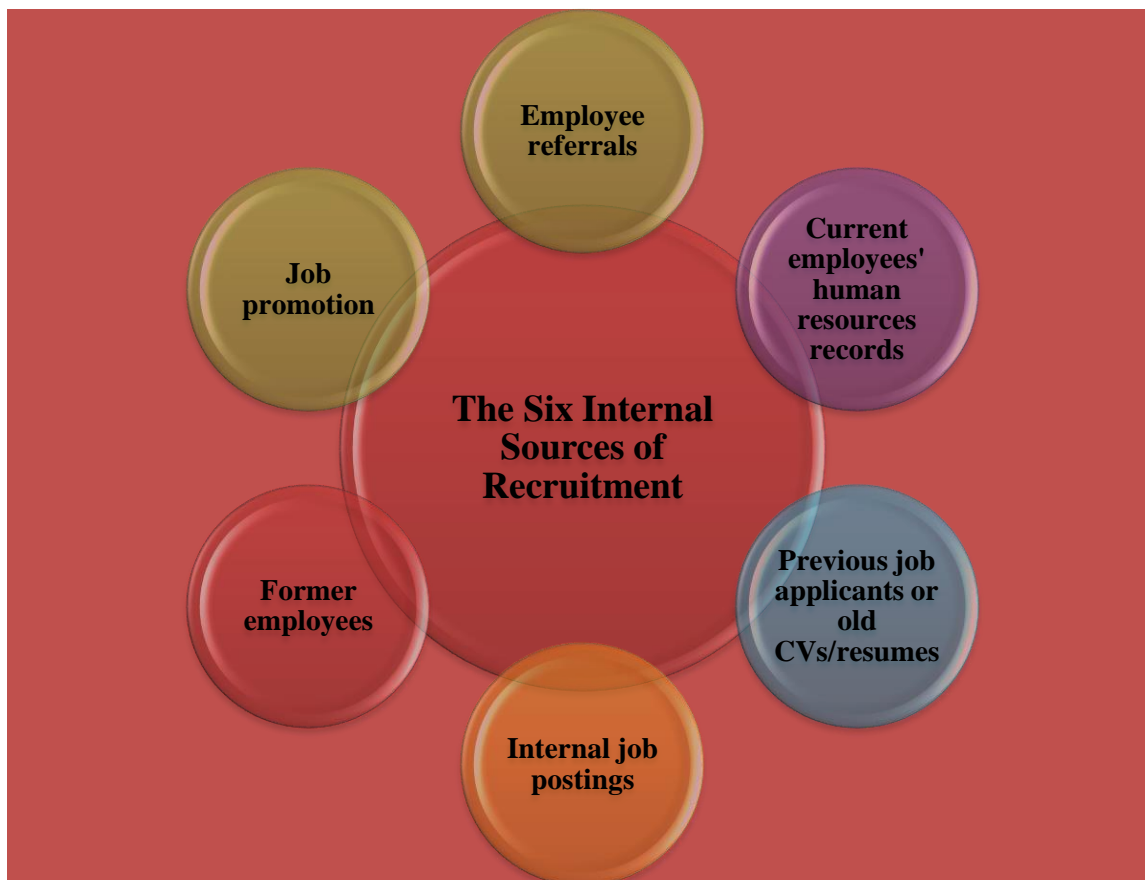 Employee
referrals
Current
employees'
human
resources
records
Previous job
applicants or
old
CVs/resumes
Internal job
postings
Former
employees
Job
promotion
The Six Internal
Sources of
Recruitment